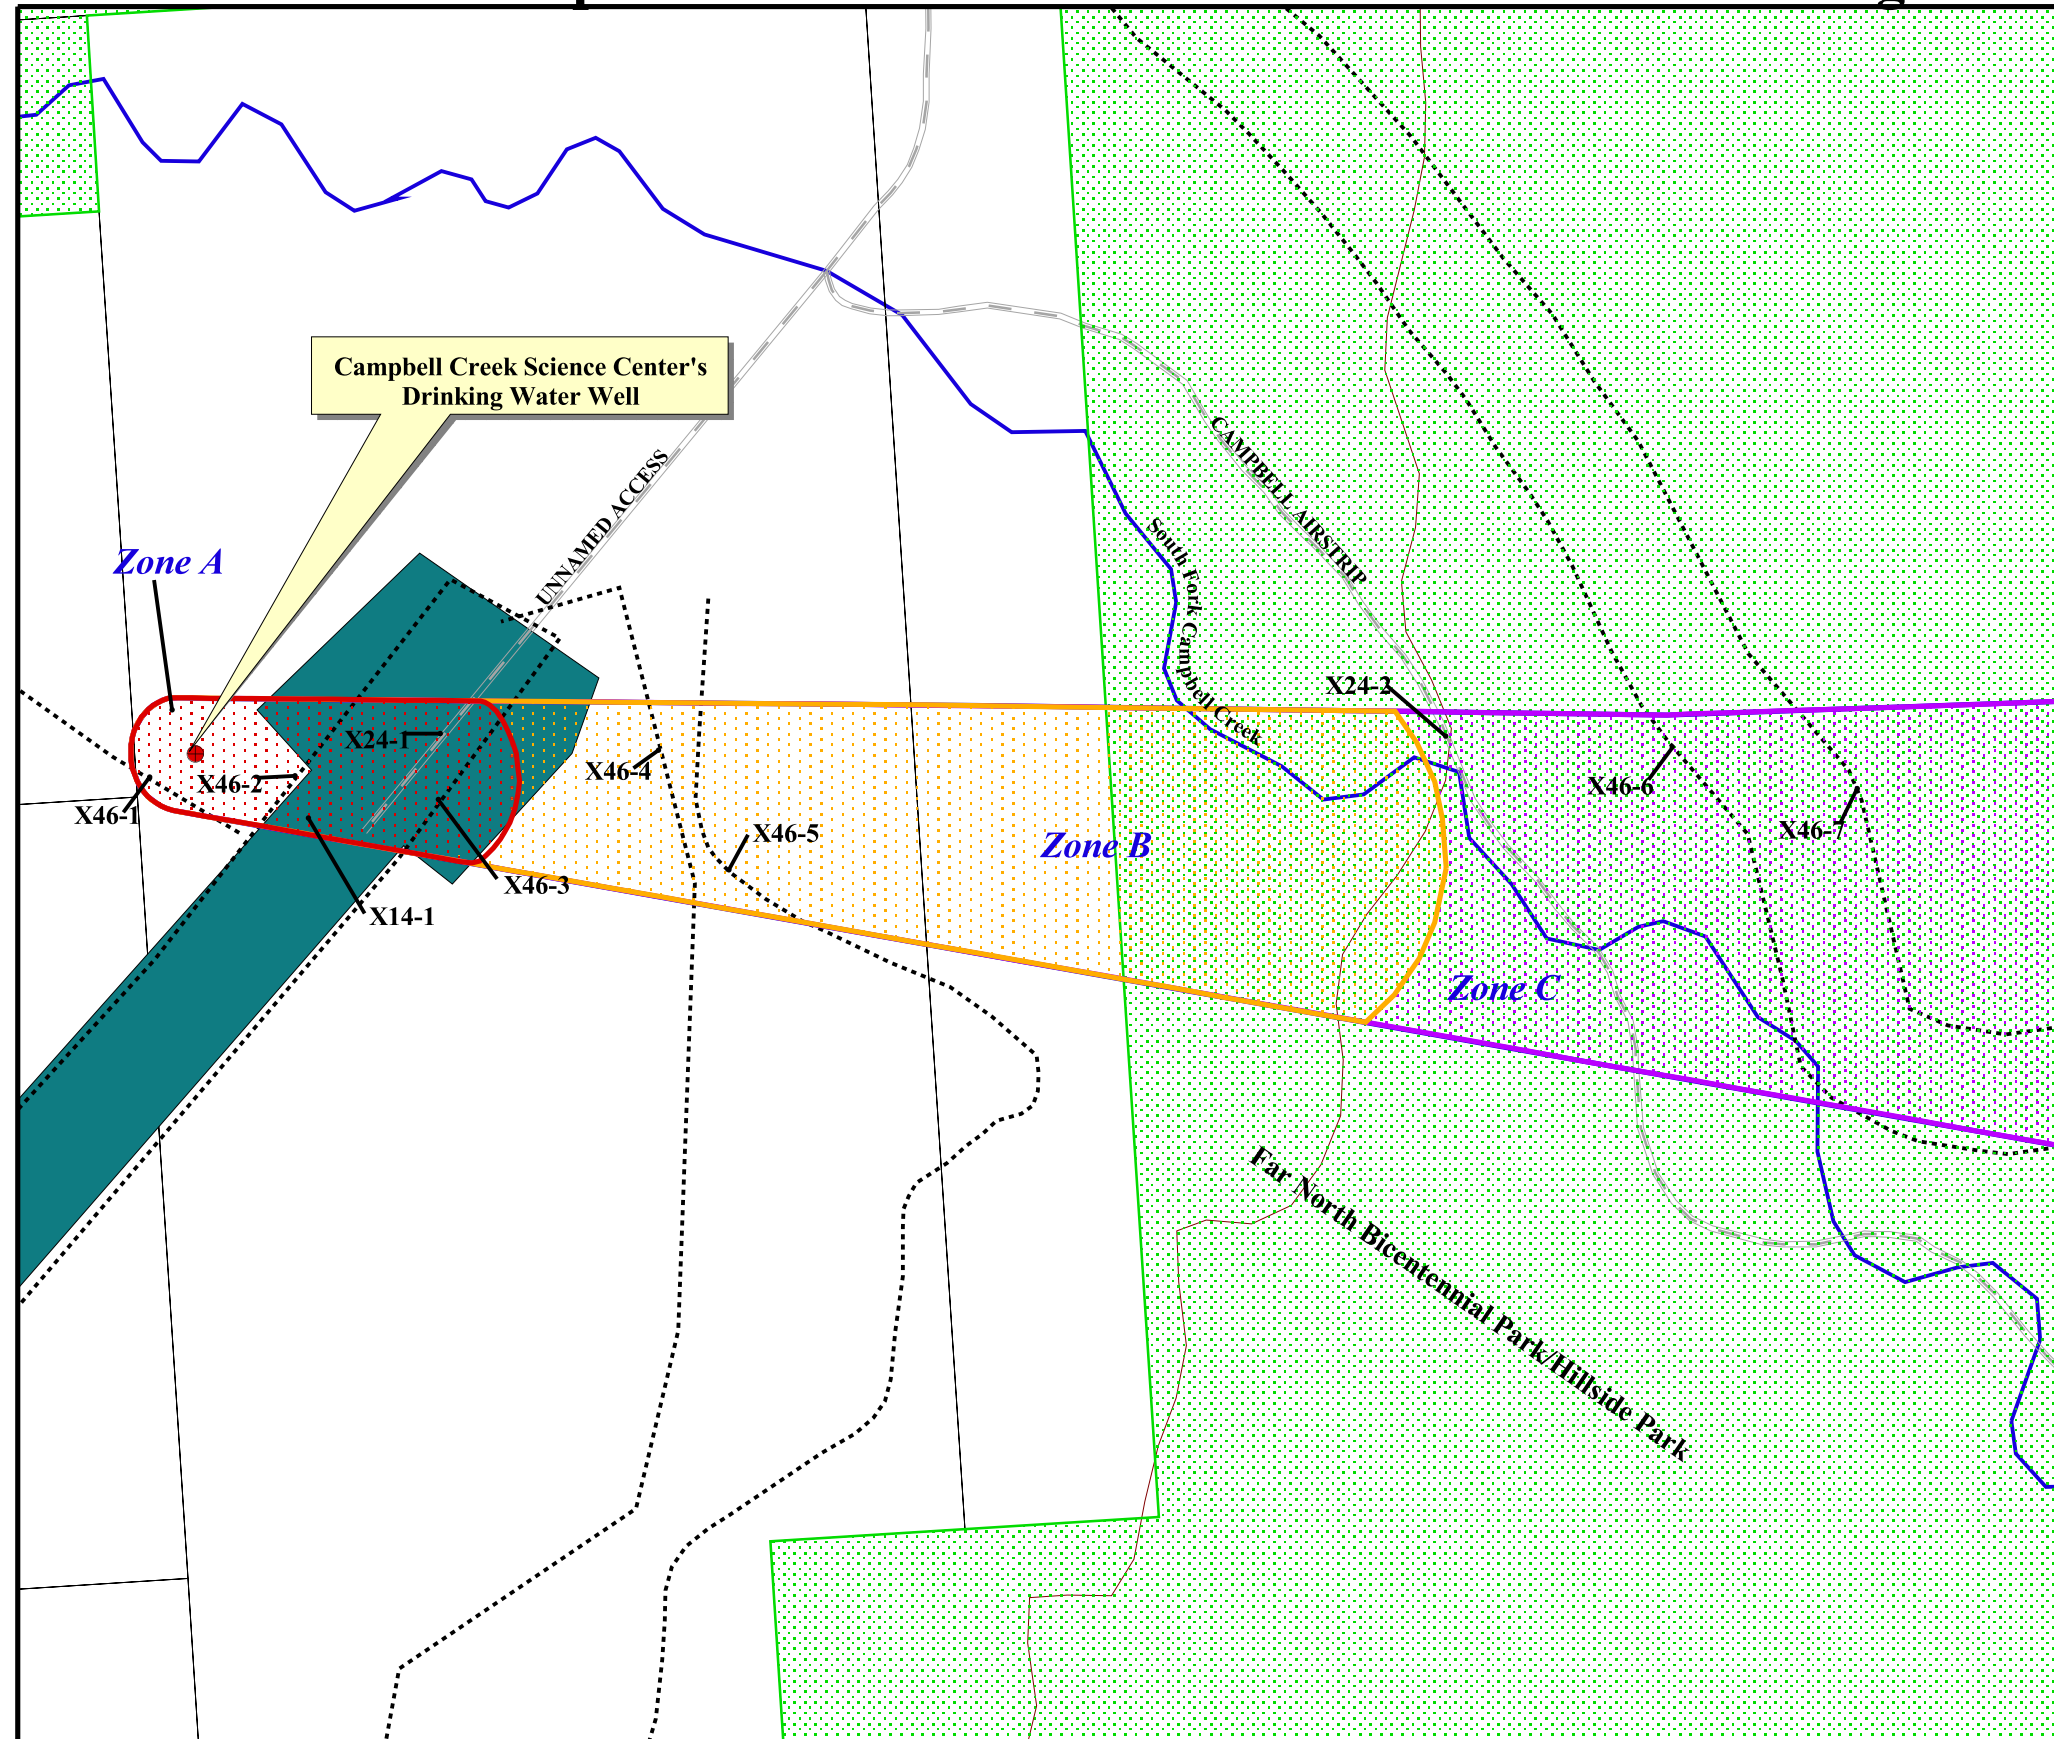 Campbell Creek Science Center's
Drinking Water Well
UNNAMED ACCESS
CAMPBELL AIRSTRIP
South Fork Campbell Creek
Zone A
X24-2
X24-1
X46-4
X46-2
X46-6
X46-1
X46-5
X46-7
Zone B
X46-3
X14-1
Zone C
Far North Bicentennial Park/Hillside Park